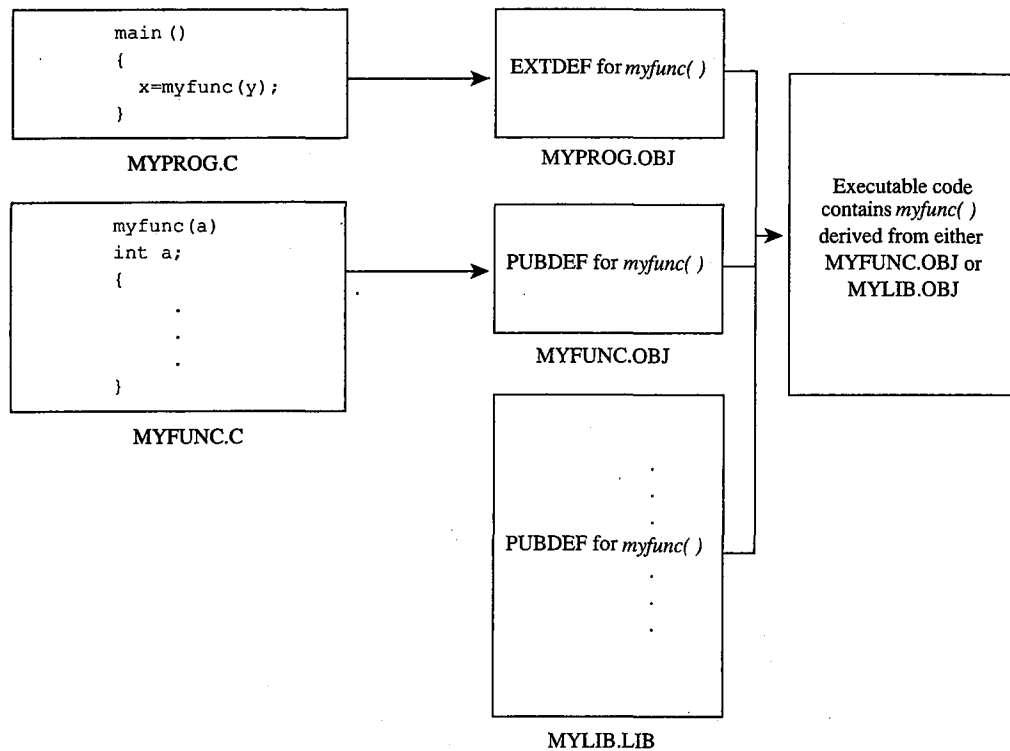 main ()
{
x=myfunc(y);
}
MYPROG.C
EXTDEF for myfunc( )
MYPROG.OBJ
myfunc(a)
int a;
{
.
.
.
}
MYFUNC.C
PUBDEF for myfunc( )
MYFUNC.OBJ
.
.
.
PUBDEF for myfunc( )
.
.
.
MYLIB.LIB
Executable code
contains myfunc( )
derived from either
MYFUNC.OBJ or
MYLIB.OBJ